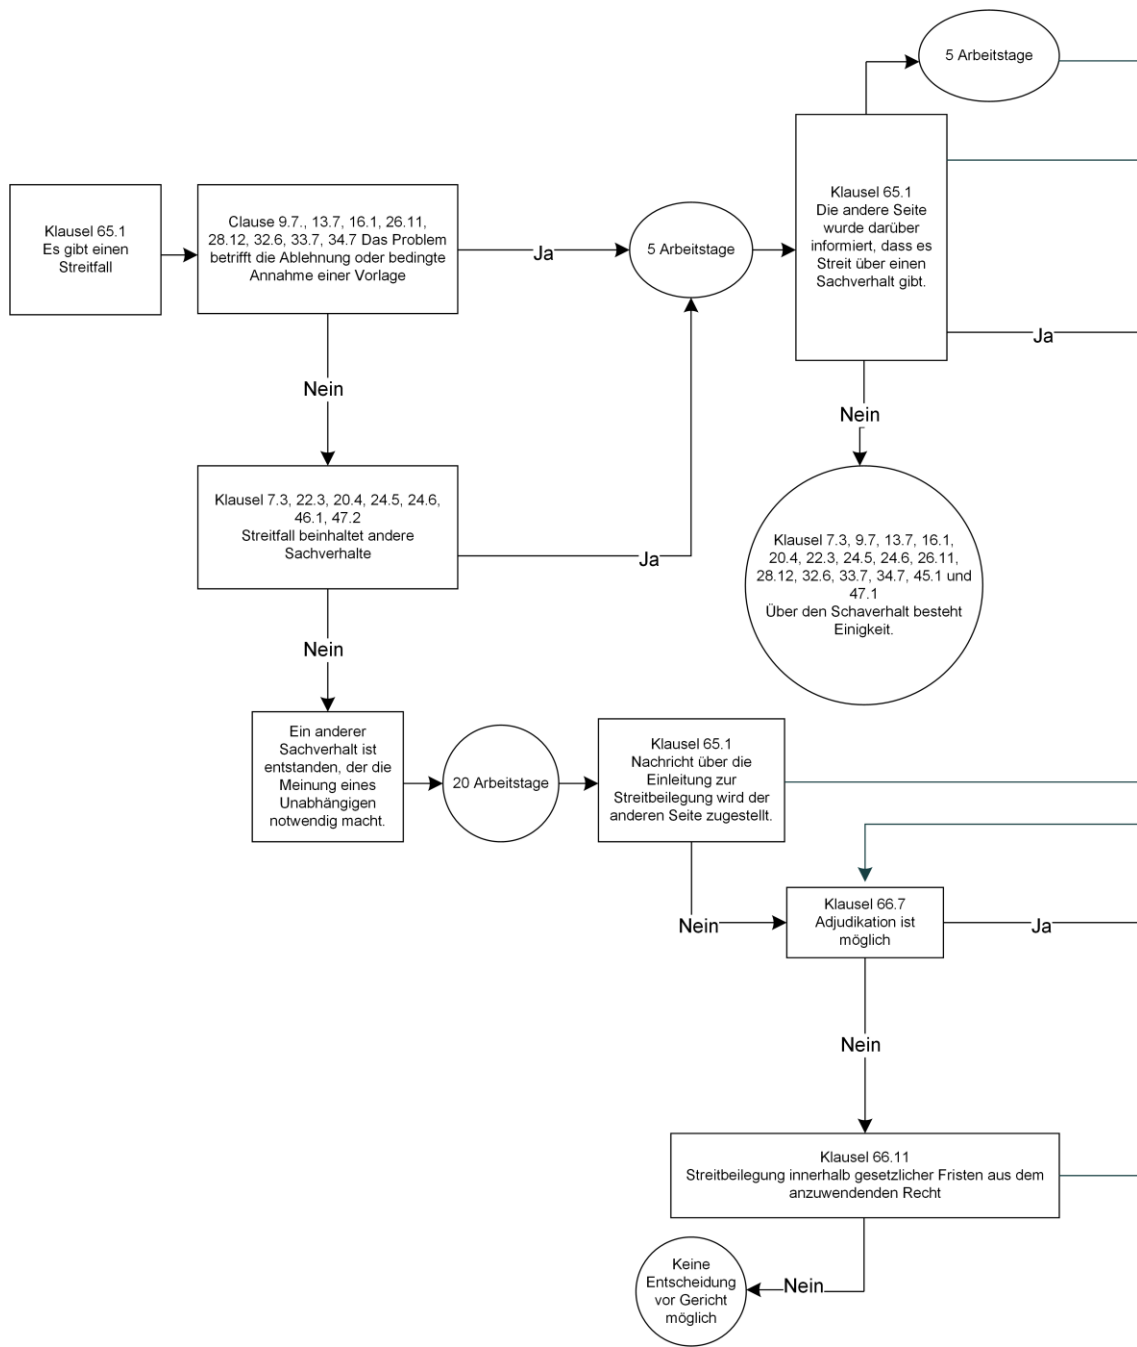 5 Arbeitstage
Klausel 65.1
Es gibt einen
Streitfall
Clause 9.7., 13.7, 16.1, 26.11,
28.12, 32.6, 33.7, 34.7 Das Problem
betrifft die Ablehnung oder bedingte
Annahme einer Vorlage
Ja
5 Arbeitstage
Klausel 65.1
Die andere Seite
wurde darüber
informiert, dass es
Streit über einen
Sachverhalt gibt.
Ja
Nein
Nein
Klausel 7.3, 22.3, 20.4, 24.5, 24.6,
46.1, 47.2
Streitfall beinhaltet andere
Sachverhalte
Ja
Klausel 7.3, 9.7, 13.7, 16.1,
20.4, 22.3, 24.5, 24.6, 26.11,
28.12, 32.6, 33.7, 34.7, 45.1 und
47.1
Über den Schaverhalt besteht
Einigkeit.
Nein
Ein anderer
Sachverhalt ist
entstanden, der die
Meinung eines
Unabhängigen
notwendig macht.
20 Arbeitstage
Klausel 65.1
Nachricht über die
Einleitung zur
Streitbeilegung wird der
anderen Seite zugestellt.
Nein
Klausel 66.7
Adjudikation ist
möglich
Ja
Nein
Klausel 66.11
Streitbeilegung innerhalb gesetzlicher Fristen aus dem
anzuwendenden Recht
Nein
Keine
Entscheidung
vor Gericht
möglich